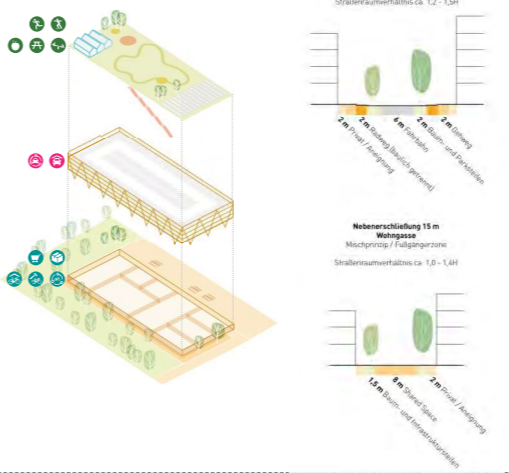 Straßenraumverhältnis ca. 1,2 - 1,5H
2 m Privat / Aneignung
2 m Radweg (baulich getrennt)
6 m Fahrbahn
2 m Baum- und Parkstreifen
2 m Gehweg
Nebenerschließung 15 m
Wohngasse
Mischprinzip / Fußgängerzone
Straßenraumverhältnis ca. 1,0 - 1,4H
1,5 m Baum- und Infrastrukturstreifen
8 m Shared Space
2 m Privat / Aneignung